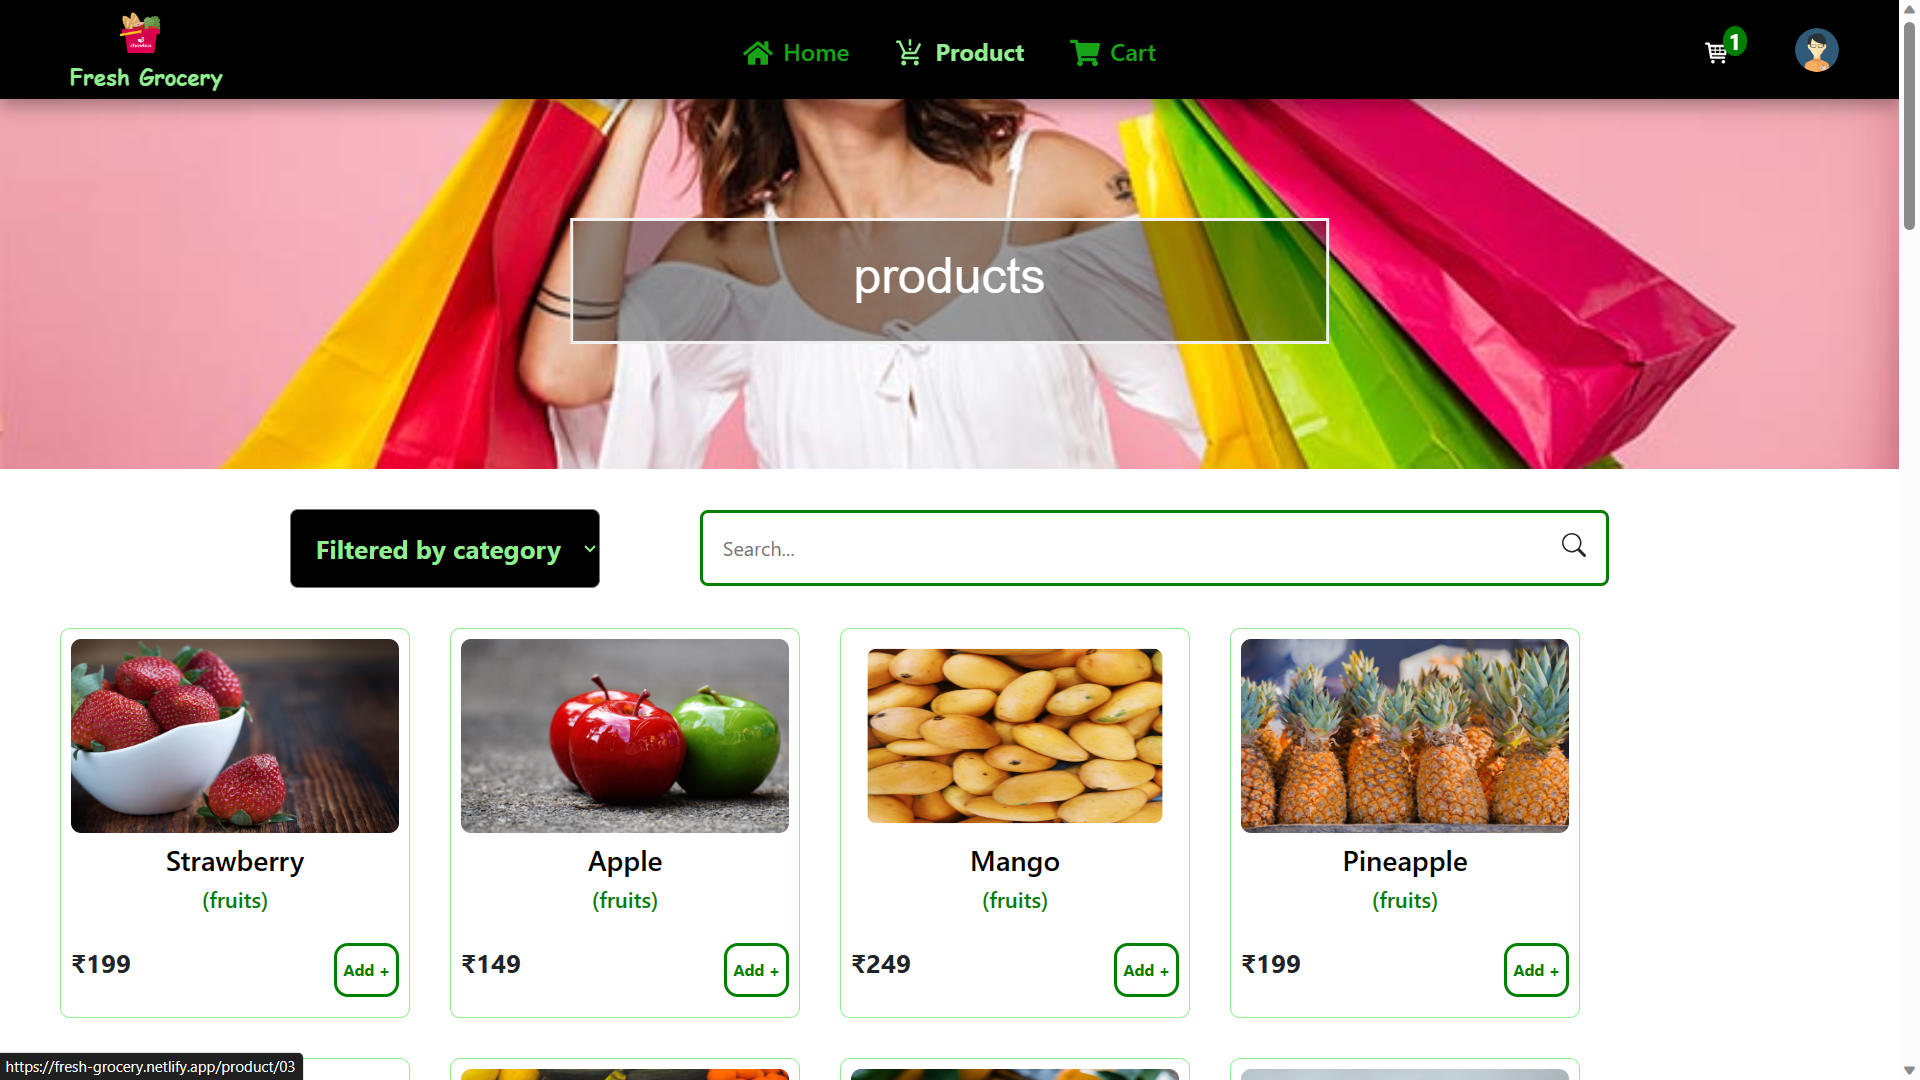 Fresh Grocery
Home
Product
Cart
1
products
Filtered by category
Search...
Strawberry
(fruits)
₹199
Add +
Apple
(fruits)
₹149
Add +
Mango
(fruits)
₹249
Add +
Pineapple
(fruits)
₹199
Add +
https://fresh-grocery.netlify.app/product/03